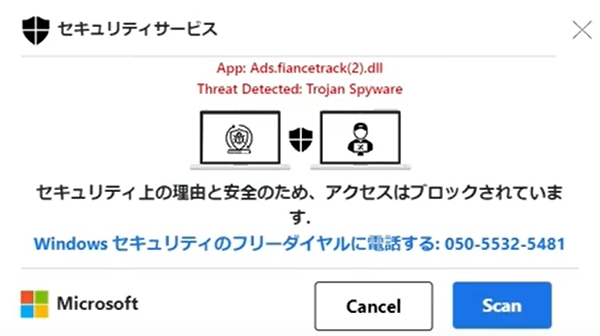 セキュリティサービス
App: Ads.fiancetrack(2).dll
Threat Detected: Trojan Spyware
セキュリティ上の理由と安全のため、アクセスはブロックされていま
す.
Windows セキュリティのフリーダイヤルに電話する: 050-5532-5481
Microsoft
Cancel
Scan